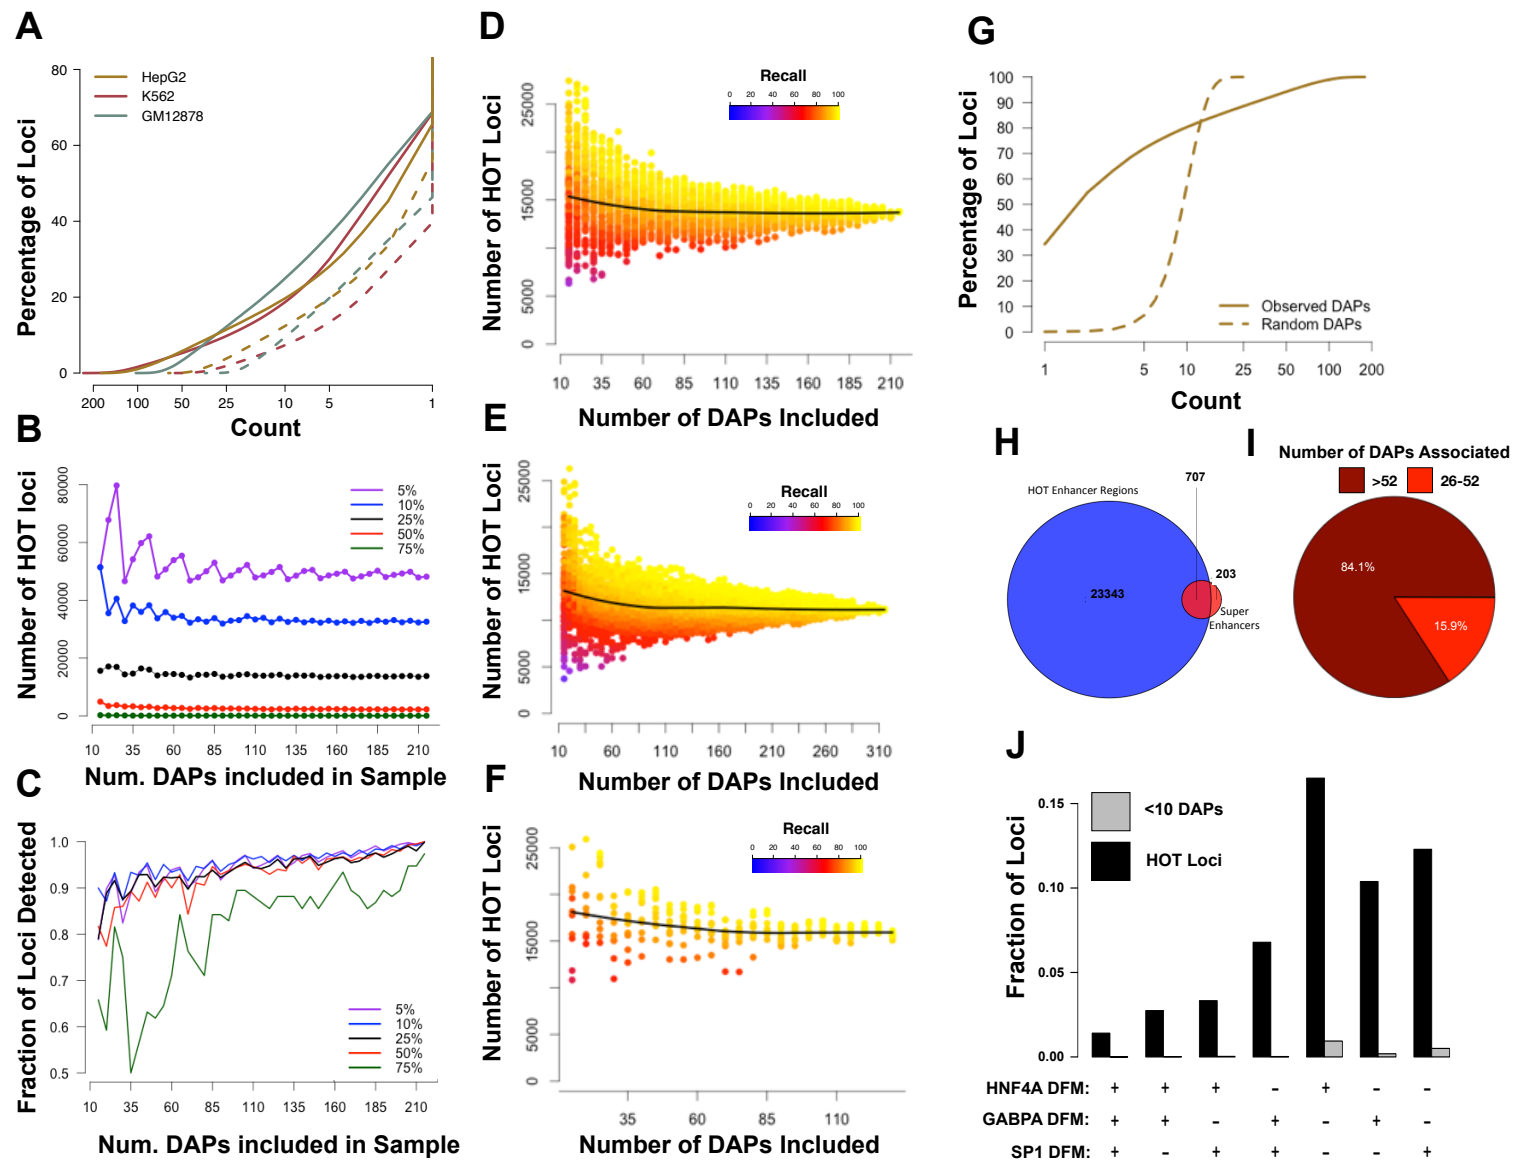 A
80
60
40
20
0
Percentage of Loci
HepG2
K562
GM12878
200 100 50 25 10 5 1
Count
B
80000
60000
40000
20000
0
Number of HOT loci
5%
10%
25%
50%
75%
10 35 60 85 110 135 160 185 210
Num. DAPs included in Sample
C
1.0
0.9
0.8
0.7
0.6
0.5
Fraction of Loci Detected
5%
10%
25%
50%
75%
10 35 60 85 110 135 160 185 210
Num. DAPs included in Sample
D
Recall
0 20 40 60 80 100
25000
15000
5000
0
Number of HOT Loci
10 35 60 85 110 135 160 185 210
Number of DAPs Included
E
Recall
0 20 40 60 80 100
25000
15000
5000
0
Number of HOT Loci
10 60 110 160 210 260 310
Number of DAPs Included
F
Recall
0 20 40 60 80 100
25000
15000
5000
0
Number of HOT Loci
35 60 85 110
Number of DAPs Included
G
100
90
80
70
60
50
40
30
20
10
0
Percentage of Loci
Observed DAPs
Random DAPs
1 5 10 25 50 100 200
Count
H
707
HOT Enhancer Regions
203
23343
Super
Enhancers
I
Number of DAPs Associated
>52 26-52
84.1%
15.9%
J
0.15
0.10
0.05
0.00
Fraction of Loci
<10 DAPs
HOT Loci
HNF4A DFM: + + + - + - -
GABPA DFM: + + - + - + -
SP1 DFM: + - + + - - +